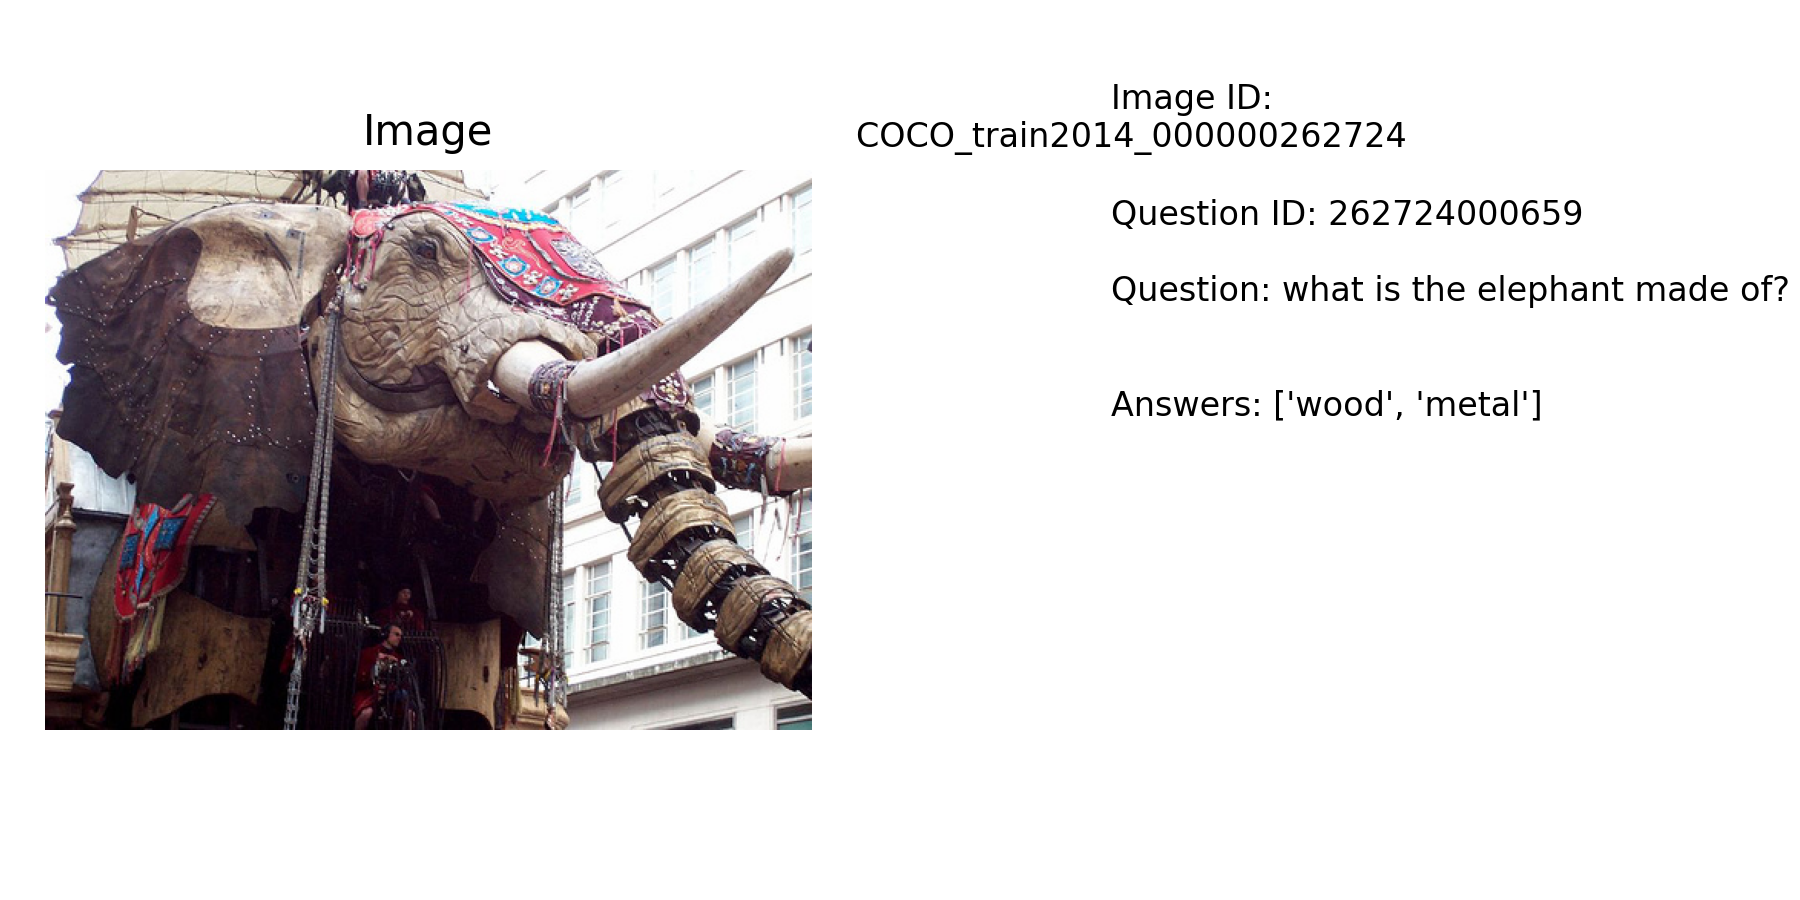 Image
Image ID:
COCO_train2014_000000262724
Question ID: 262724000659
Question: what is the elephant made of?
Answers: ['wood', 'metal']